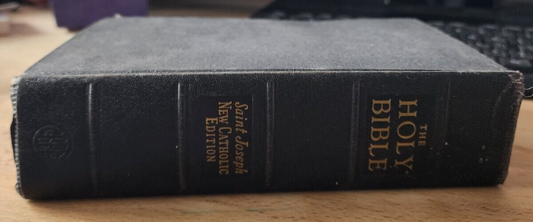 THE
HOLY
BIBLE
Saint Joseph
NEW CATHOLIC
EDITION